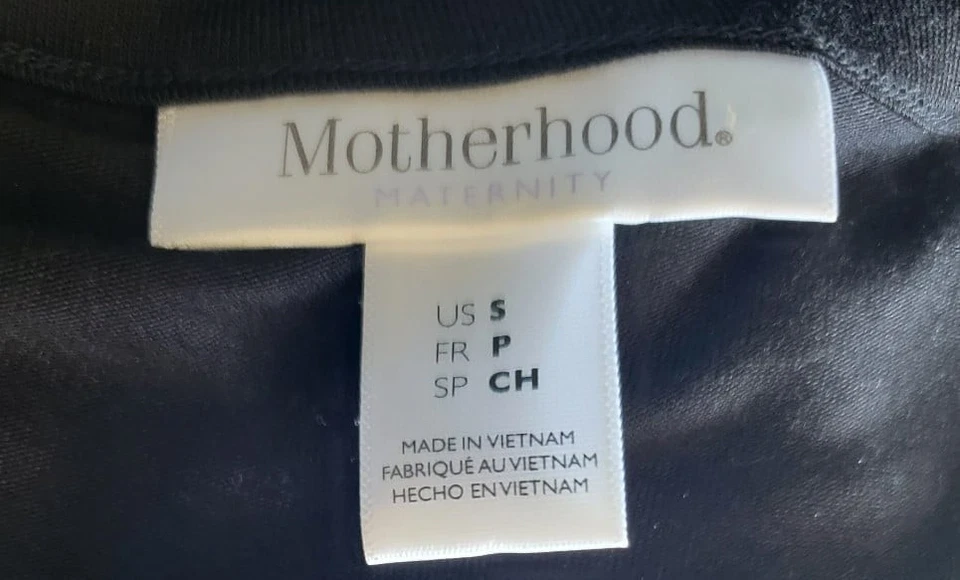 Motherhood®
MATERNITY
US S
FR P
SP CH
MADE IN VIETNAM
FABRIQUÉ AU VIETNAM
HECHO EN VIETNAM